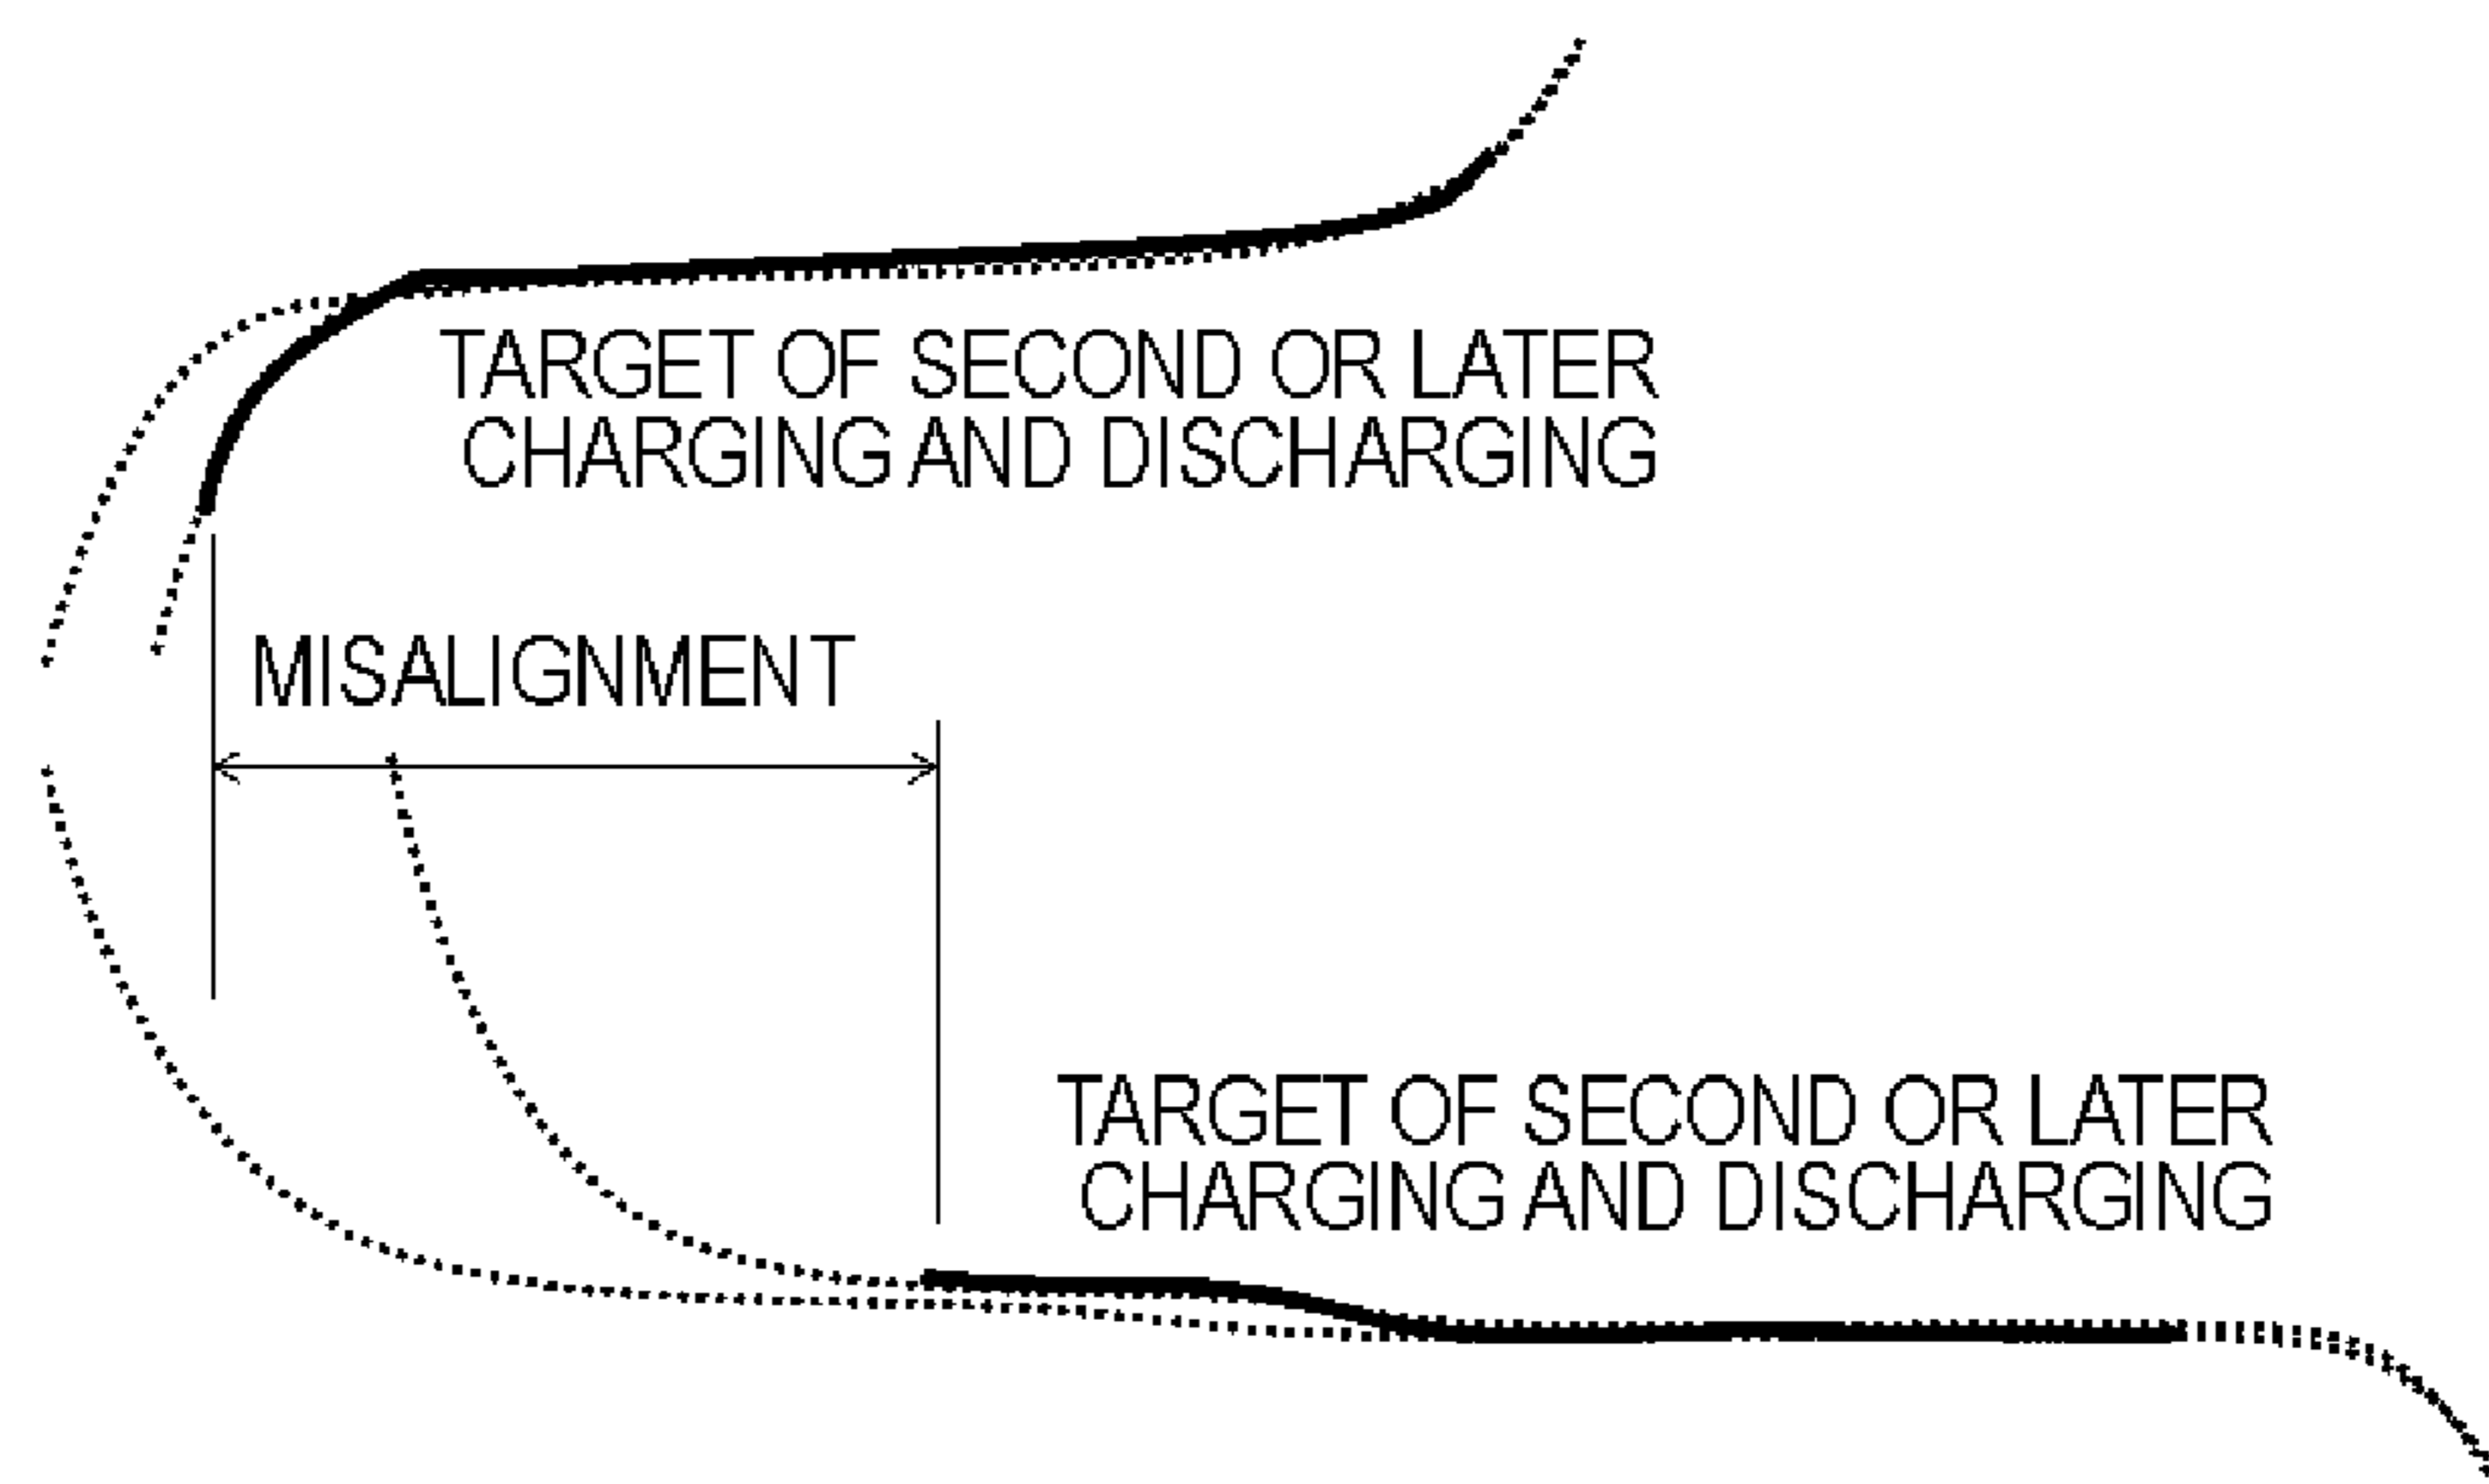 TARGET OF SECOND OR LATER
CHARGING AND DISCHARGING
MISALIGNMENT
TARGET OF SECOND OR LATER
CHARGING AND DISCHARGING